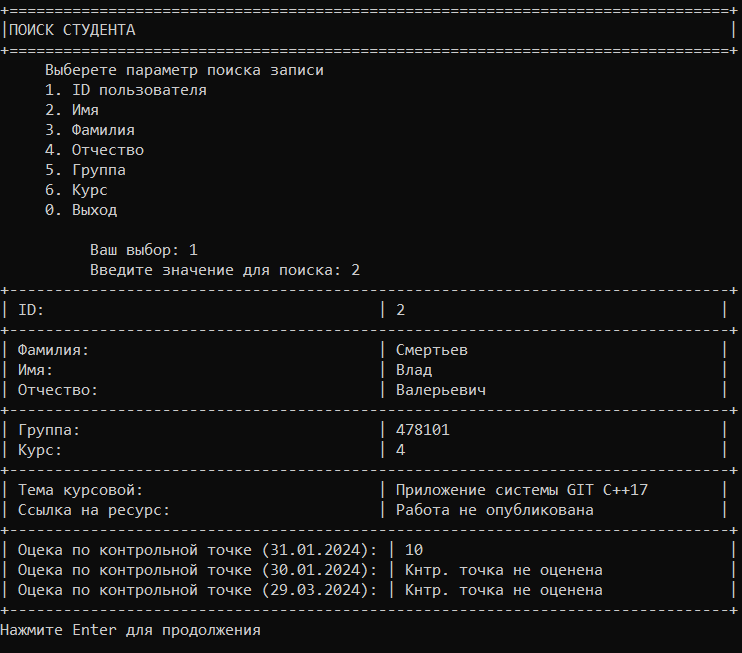 ПОИСК СТУДЕНТА
Выберете параметр поиска записи
1. ID пользователя
2. Имя
3. Фамилия
4. Отчество
5. Группа
6. Курс
0. Выход
Ваш выбор: 1
Введите значение для поиска: 2
ID: | 2
Фамилия: | Смертьев
Имя: | Влад
Отчество: | Валерьевич
Группа: | 478101
Курс: | 4
Тема курсовой: | Приложение системы GIT C++17
Ссылка на ресурс: | Работа не опубликована
Оцека по контрольной точке (31.01.2024): | 10
Оцека по контрольной точке (30.01.2024): | Кнтр. точка не оценена
Оцека по контрольной точке (29.03.2024): | Кнтр. точка не оценена
Нажмите Enter для продолжения